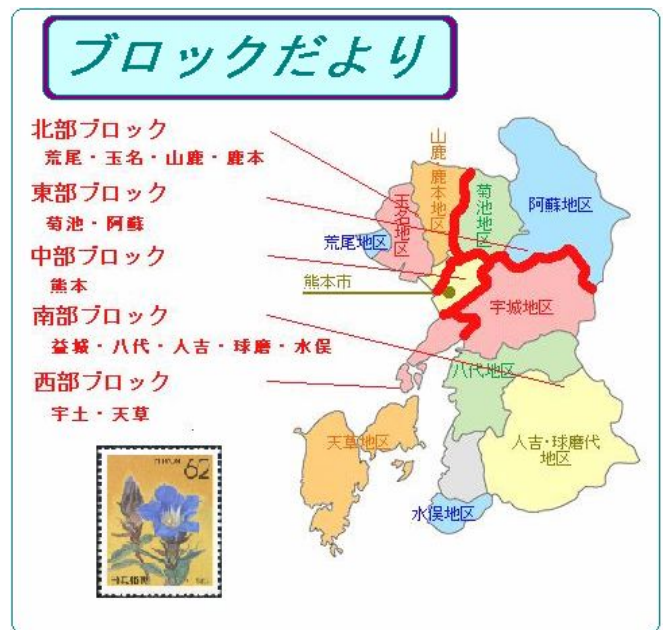 ブロックだより
北部ブロック
荒尾・玉名・山鹿・鹿本
東部ブロック
菊池・阿蘇
中部ブロック
熊本
南部ブロック
益城・八代・人吉・球磨・水俣
西部ブロック
宇土・天草
山鹿・鹿本地区
菊池地区
阿蘇地区
玉名地区
荒尾地区
熊本市
宇城地区
八代地区
天草地区
人吉・球磨代
地区
水俣地区
NIPPON
62